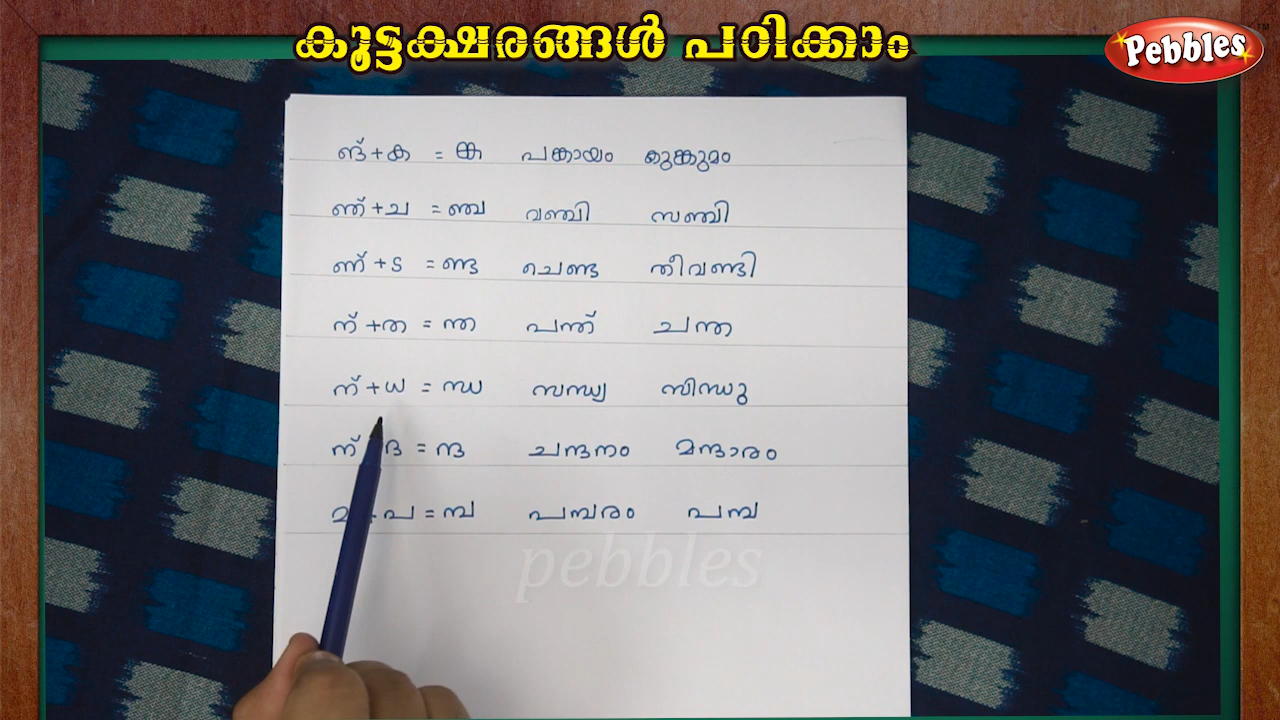 കൂട്ടക്ഷരങ്ങൾ പഠിക്കാം
Pebbles
ങ്+ക = ങ്ക പങ്കായം കുങ്കുമം
ഞ്+ച = ഞ്ച വഞ്ചി സഞ്ചി
ണ്+ട = ണ്ട ചെണ്ട തീവണ്ടി
ന്+ത = ന്ത പന്ത് ചന്ത
ന്+ധ = ന്ധ സന്ധ്യ സിന്ധു
ന് ദ = ന്ദ ചന്ദനം മന്ദാരം
മ +പ = മ്പ പമ്പരം പമ്പ
pebbles